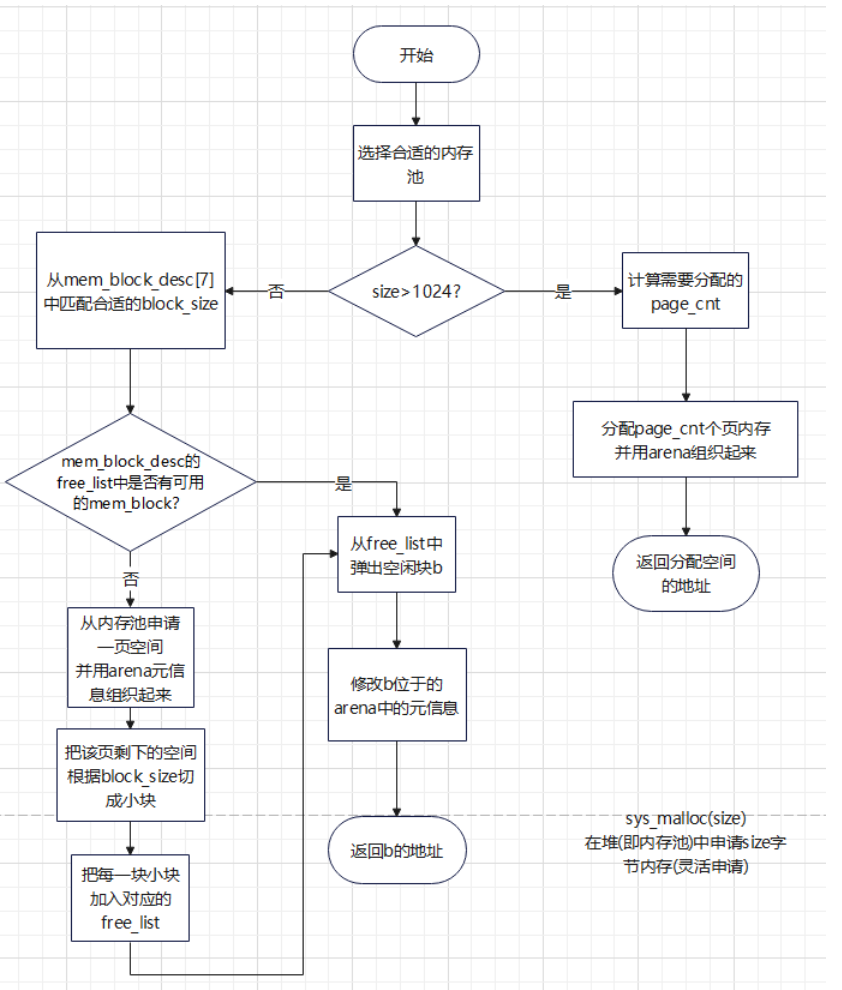 开始
选择合适的内存
池
size>1024?
否
是
从mem_block_desc[7]
中匹配合适的block_size
计算需要分配的
page_cnt
分配page_cnt个页内存
并用arena组织起来
返回分配空间
的地址
mem_block_desc的
free_list中是否有可用
的mem_block?
是
否
从free_list中
弹出空闲块b
修改b位于的
arena中的元信息
返回b的地址
从内存池申请
一页空间
并用arena元信
息组织起来
把该页剩下的空间
根据block_size切
成小块
把每一块小块
加入对应的
free_list
sys_malloc(size)
在堆(即内存池)中申请size字
节内存(灵活申请)